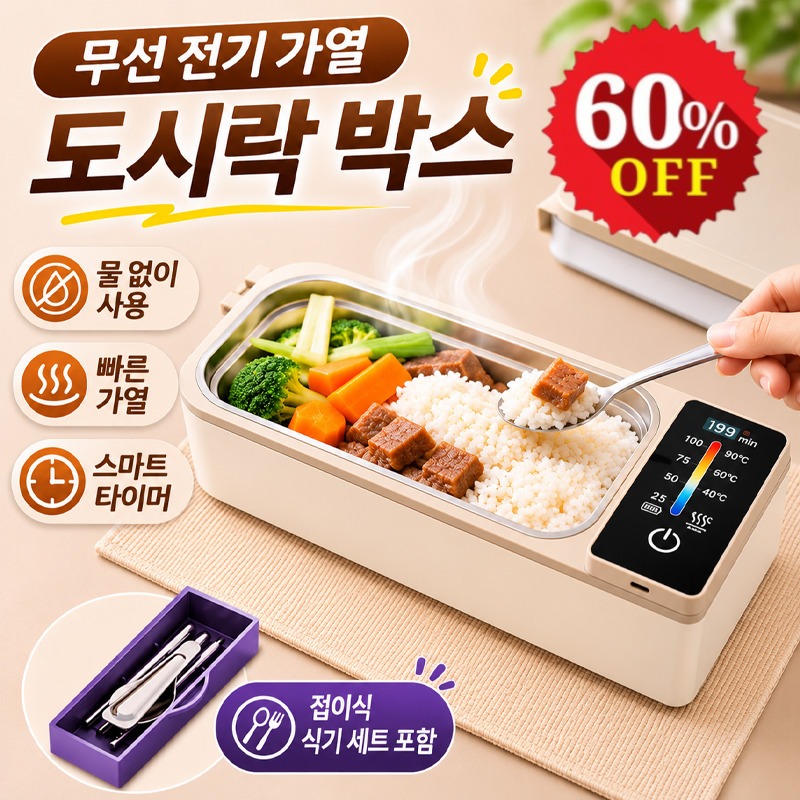 무선 전기 가열
도시락 박스
60%
OFF
물 없이
사용
빠른
가열
스마트
타이머
199 min
100
90℃
75
60℃
50
40℃
25
접이식
식기 세트 포함